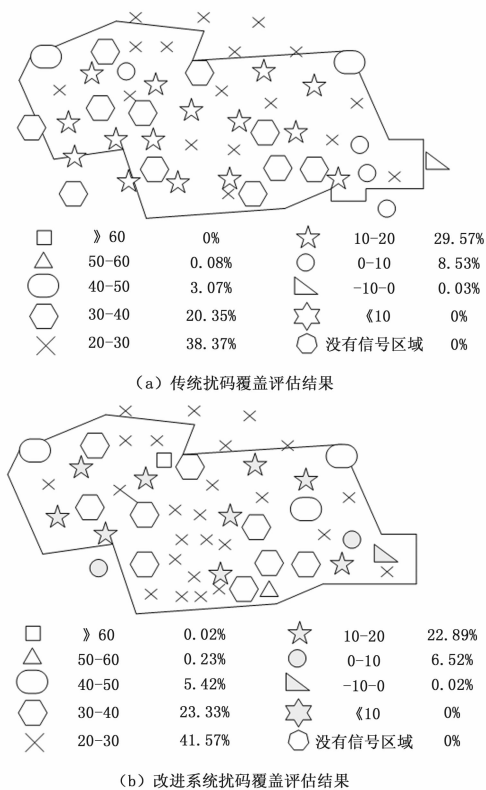 》60 0% 10-20 29.57%
50-60 0.08% 0-10 8.53%
40-50 3.07% -10-0 0.03%
30-40 20.35% 《10 0%
20-30 38.37% 没有信号区域 0%
(a) 传统扰码覆盖评估结果
》60 0.02% 10-20 22.89%
50-60 0.23% 0-10 6.52%
40-50 5.42% -10-0 0.02%
30-40 23.33% 《10 0%
20-30 41.57% 没有信号区域 0%
(b) 改进系统扰码覆盖评估结果